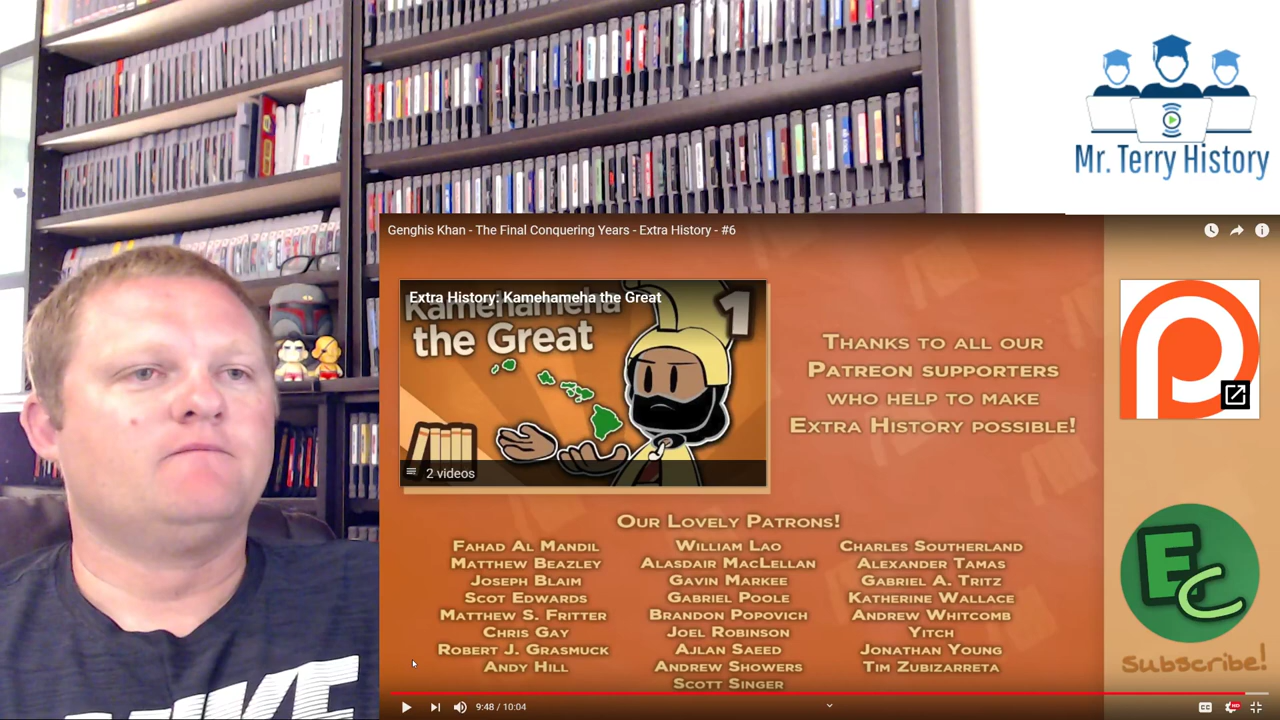 Mr. Terry History
Genghis Khan - The Final Conquering Years - Extra History - #6
Extra History: Kamehameha the Great
Kamehameha
the Great
1
2 videos
THANKS TO ALL OUR
PATREON SUPPORTERS
WHO HELP TO MAKE
EXTRA HISTORY POSSIBLE!
OUR LOVELY PATRONS!
FAHAD AL MANDIL
MATTHEW BEAZLEY
JOSEPH BLAIM
SCOT EDWARDS
MATTHEW S. FRITTER
CHRIS GAY
ROBERT J. GRASMUCK
ANDY HILL
WILLIAM LAO
ALASDAIR MACLELLAN
GAVIN MARKEE
GABRIEL POOLE
BRANDON POPOVICH
JOEL ROBINSON
AJLAN SAEED
ANDREW SHOWERS
SCOTT SINGER
CHARLES SOUTHERLAND
ALEXANDER TAMAS
GABRIEL A. TRITZ
KATHERINE WALLACE
ANDREW WHITCOMB
YITCH
JONATHAN YOUNG
TIM ZUBIZARRETA
EC
Subscribe!
9:48 / 10:04
CC
HD